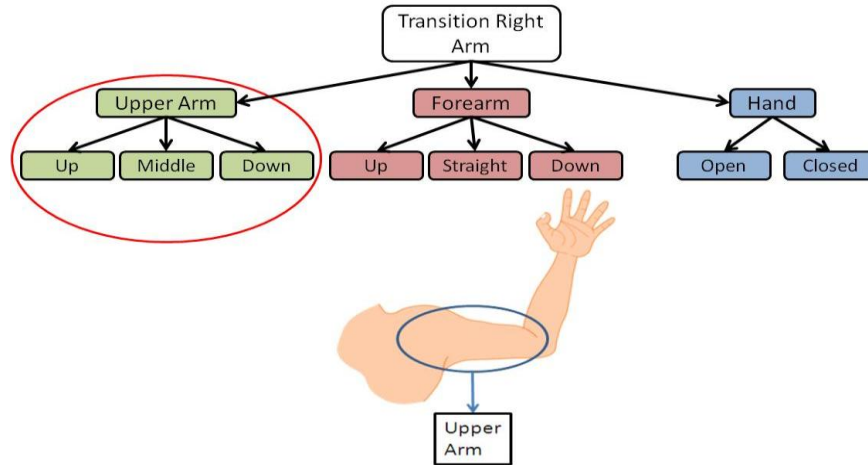 Transition Right
Arm
Upper Arm
Forearm
Hand
Up
Middle
Down
Up
Straight
Down
Open
Closed
Upper
Arm